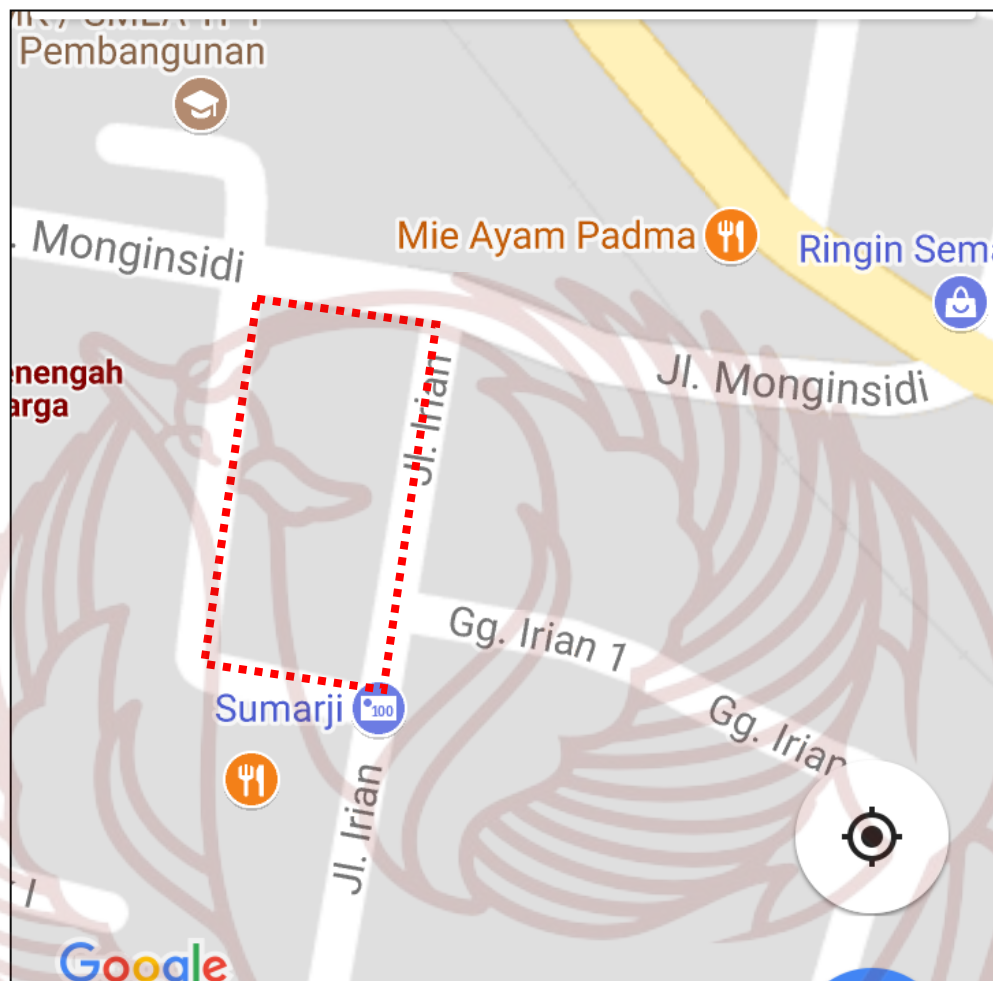 Pembangunan
. Monginsidi
Mie Ayam Padma
Ringin Sema
enengah
arga
Jl. Irian
Jl. Monginsidi
Gg. Irian 1
Sumarji
100
Gg. Irian
Jl. Irian
Google